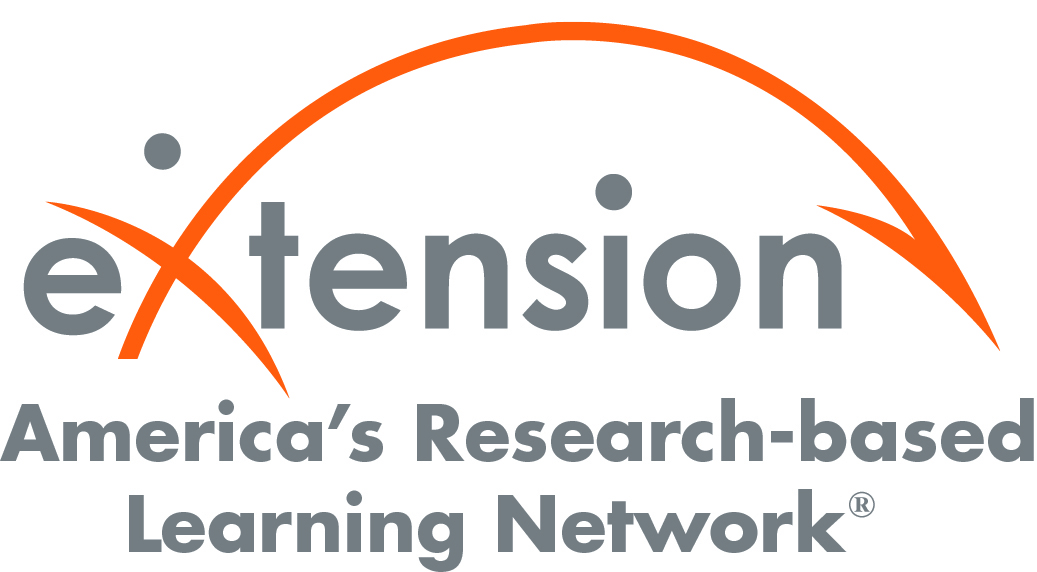 extension
America's Research-based
Learning Network®